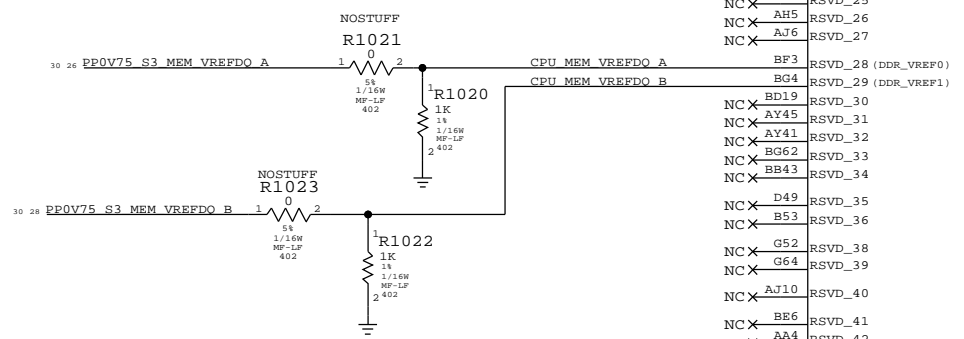 RSVD_25
NC
NOSTUFF
AH5 RSVD_26
NC
R1021
AJ6 RSVD_27
NC
0
30 26 PP0V75_S3_MEM_VREFDQ_A 1 2 CPU_MEM_VREFDQ_A BF3 RSVD_28 (DDR_VREF0)
5%
1/16W
MF-LF
402
CPU_MEM_VREFDQ_B BG4 RSVD_29 (DDR_VREF1)
1 R1020
1K
1%
1/16W
MF-LF
2 402
NC BD19 RSVD_30
NC AY45 RSVD_31
NC AY41 RSVD_32
NC BG62 RSVD_33
NC BB43 RSVD_34
NOSTUFF
R1023
0
30 28 PP0V75_S3_MEM_VREFDQ_B 1 2
5%
1/16W
MF-LF
402
NC D49 RSVD_35
NC B53 RSVD_36
1 R1022
1K
1%
1/16W
MF-LF
2 402
NC G52 RSVD_38
NC G64 RSVD_39
NC AJ10 RSVD_40
NC BE6 RSVD_41
AA4 RSVD_42